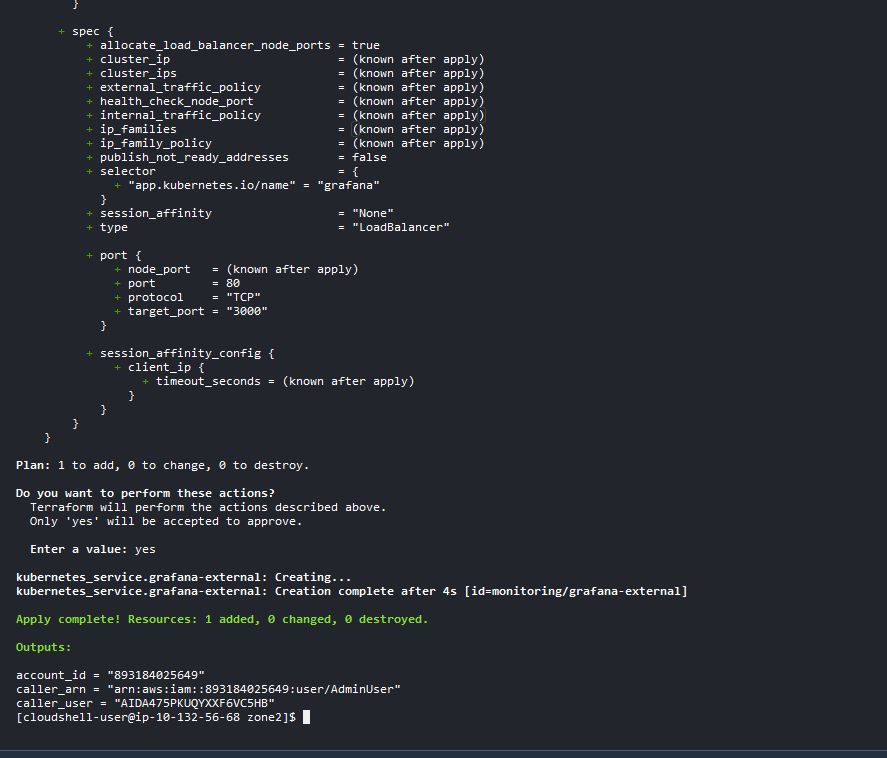 }
+ spec {
+ allocate_load_balancer_node_ports = true
+ cluster_ip = (known after apply)
+ cluster_ips = (known after apply)
+ external_traffic_policy = (known after apply)
+ health_check_node_port = (known after apply)
+ internal_traffic_policy = (known after apply)
+ ip_families = (known after apply)
+ ip_family_policy = (known after apply)
+ publish_not_ready_addresses = false
+ selector = {
+ "app.kubernetes.io/name" = "grafana"
}
+ session_affinity = "None"
+ type = "LoadBalancer"
+ port {
+ node_port = (known after apply)
+ port = 80
+ protocol = "TCP"
+ target_port = "3000"
}
+ session_affinity_config {
+ client_ip {
+ timeout_seconds = (known after apply)
}
}
}
}
Plan: 1 to add, 0 to change, 0 to destroy.
Do you want to perform these actions?
Terraform will perform the actions described above.
Only 'yes' will be accepted to approve.
Enter a value: yes
kubernetes_service.grafana-external: Creating...
kubernetes_service.grafana-external: Creation complete after 4s [id=monitoring/grafana-external]
Apply complete! Resources: 1 added, 0 changed, 0 destroyed.
Outputs:
account_id = "893184025649"
caller_arn = "arn:aws:iam::893184025649:user/AdminUser"
caller_user = "AIDA475PKUQYXXF6VC5HB"
[cloudshell-user@ip-10-132-56-68 zone2]$